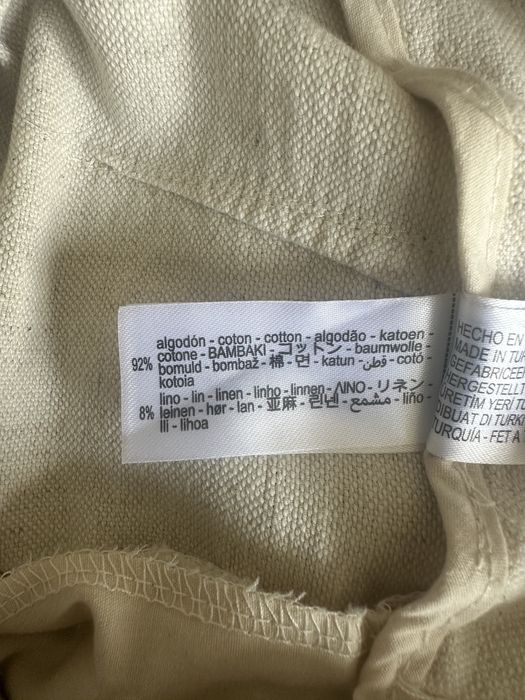 algodón - coton - cotton - algodão - katoen -
92% cotone - BAMBAKI - コットン - baumwolle -
bomuld - bombaž - 棉 - 면 - katun - قطن - cotó -
kotoia
lino - lin - linen - linho - linnen - ΛΙΝΟ - リネン -
8% leinen - hør - lan - 亚麻 - 린넨 - مشمع - liño -
lli - lihoa
HECHO EN
MADE IN TUR
GEFABRICEE
HERGESTELLT
ÜRETİM YERİ TÜ
DIBUAT DI TURKI
TURQUÍA - FET A